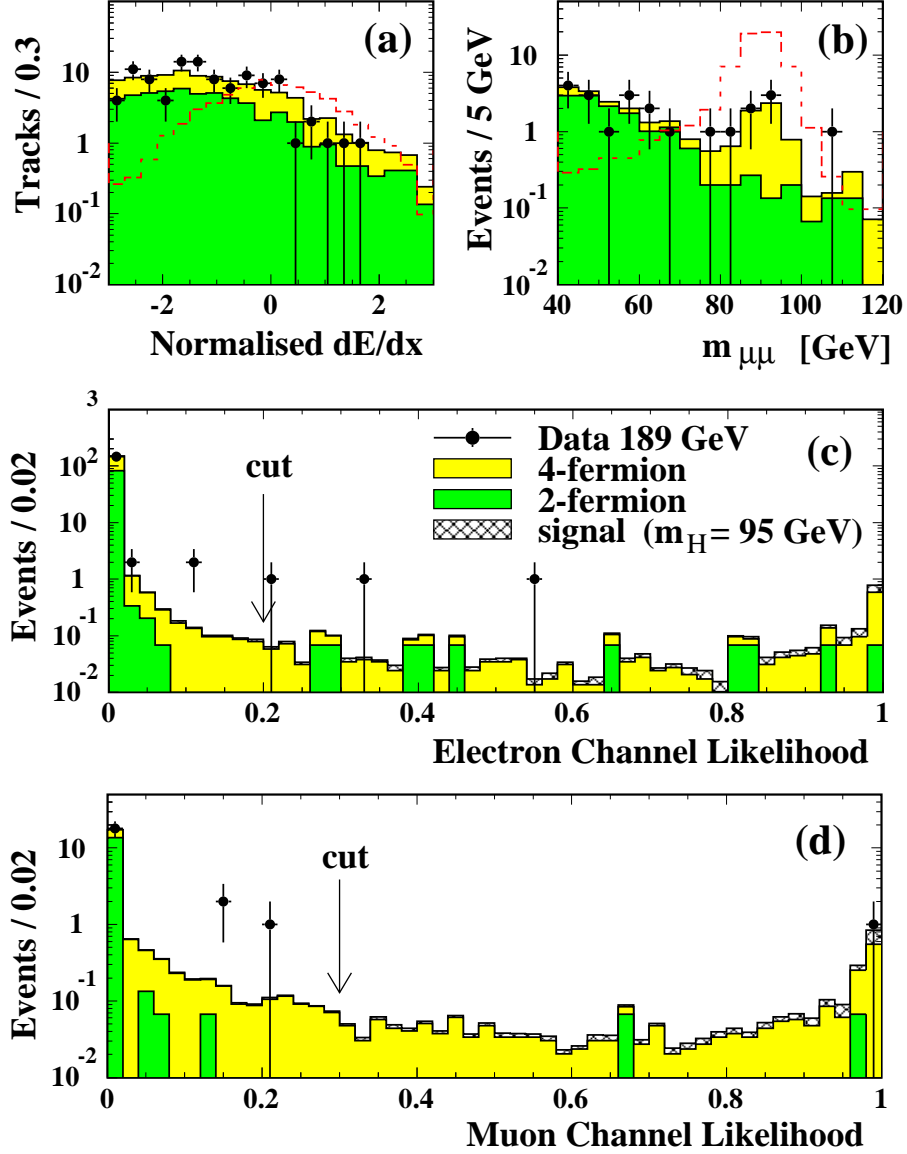 (a)
Tracks / 0.3
10
1
10-1
10-2
-2 0 2
Normalised dE/dx
(b)
Events / 5 GeV
10
1
10-1
10-2
40 60 80 100 120
m μμ [GeV]
(c)
Events / 0.02
3
102
10
1
10-1
10-2
cut
Data 189 GeV
4-fermion
2-fermion
signal (mH = 95 GeV)
0 0.2 0.4 0.6 0.8 1
Electron Channel Likelihood
(d)
Events / 0.02
10
1
10-1
10-2
cut
0 0.2 0.4 0.6 0.8 1
Muon Channel Likelihood